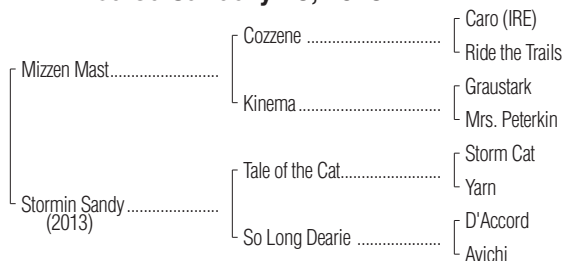 Caro (IRE)
Cozzene
Ride the Trails
Mizzen Mast
Graustark
Kinema
Mrs. Peterkin
Storm Cat
Tale of the Cat
Yarn
Stormin Sandy
(2013)
D'Accord
So Long Dearie
Avichi